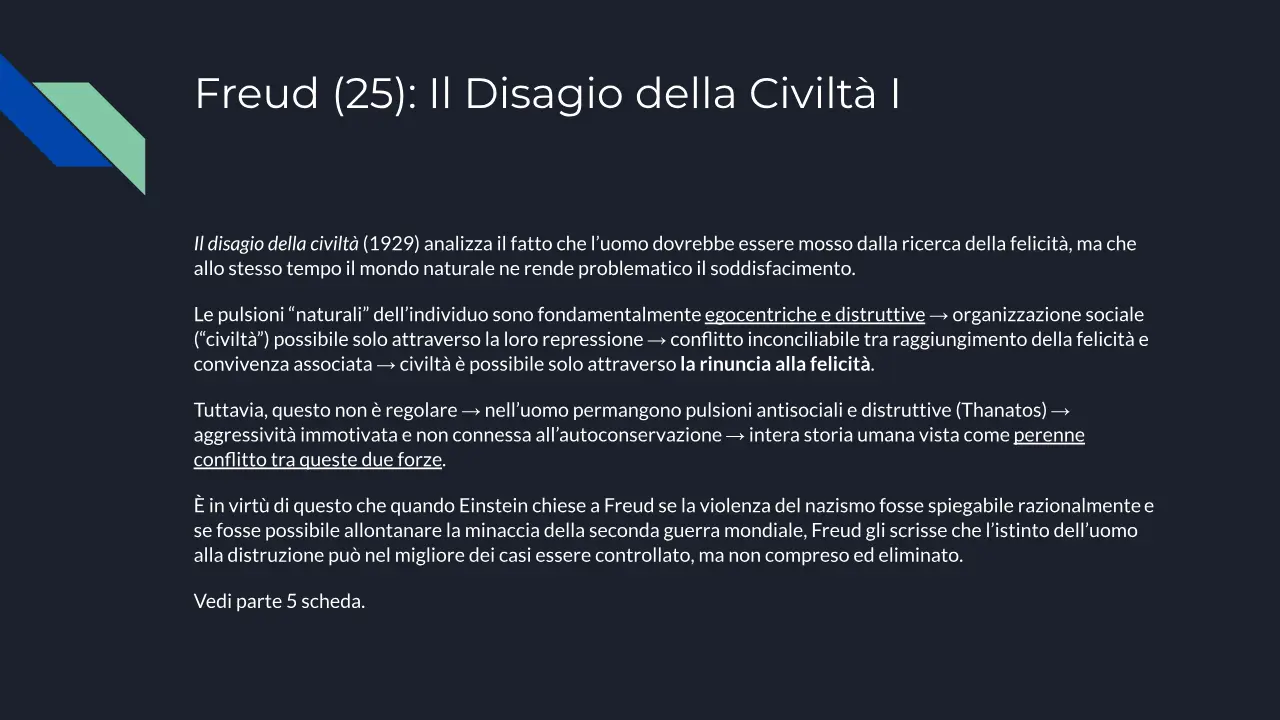 Freud (25): Il Disagio della Civiltà I
Il disagio della civiltà (1929) analizza il fatto che l’uomo dovrebbe essere mosso dalla ricerca della felicità, ma che
allo stesso tempo il mondo naturale ne rende problematico il soddisfacimento.
Le pulsioni “naturali” dell’individuo sono fondamentalmente egocentriche e distruttive → organizzazione sociale
(“civiltà”) possibile solo attraverso la loro repressione → conflitto inconciliabile tra raggiungimento della felicità e
convivenza associata → civiltà è possibile solo attraverso la rinuncia alla felicità.
Tuttavia, questo non è regolare → nell’uomo permangono pulsioni antisociali e distruttive (Thanatos) →
aggressività immotivata e non connessa all’autoconservazione → intera storia umana vista come perenne
conflitto tra queste due forze.
È in virtù di questo che quando Einstein chiese a Freud se la violenza del nazismo fosse spiegabile razionalmente e
se fosse possibile allontanare la minaccia della seconda guerra mondiale, Freud gli scrisse che l’istinto dell’uomo
alla distruzione può nel migliore dei casi essere controllato, ma non compreso ed eliminato.
Vedi parte 5 scheda.